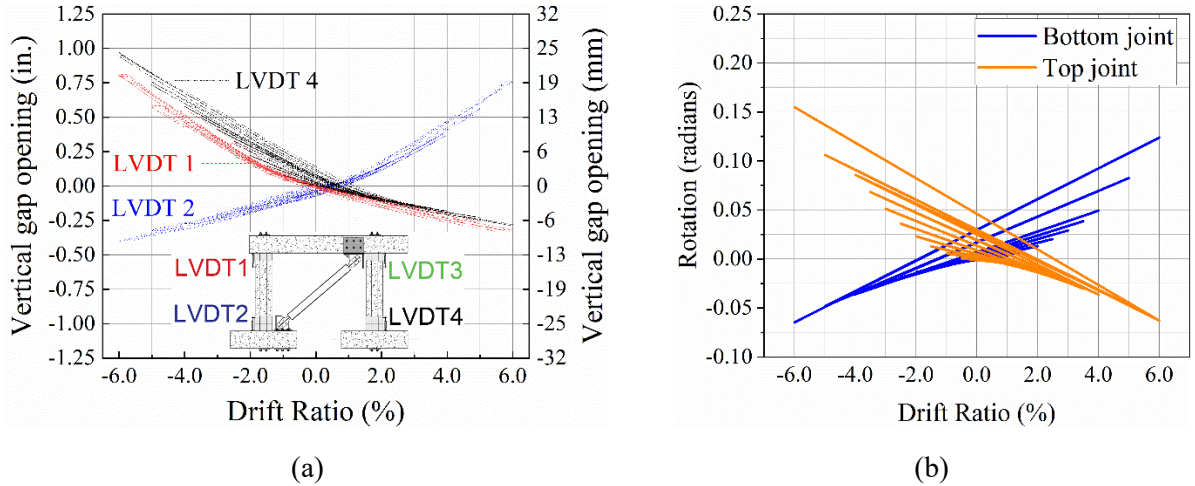 1.25
1.00
0.75
0.50
0.25
0.00
-0.25
-0.50
-0.75
-1.00
-1.25
Vertical gap opening (in.)
LVDT 4
LVDT 1
LVDT 2
LVDT1
LVDT3
LVDT2
LVDT4
32
25
19
13
6
0
-6
-13
-19
-25
32
Vertical gap opening (mm)
-6.0 -4.0 -2.0 0.0 2.0 4.0 6.0
Drift Ratio (%)
(a)
0.25
0.20
0.15
0.10
0.05
0.00
-0.05
-0.10
Rotation (radians)
Bottom joint
Top joint
-6.0 -4.0 -2.0 0.0 2.0 4.0 6.0
Drift Ratio (%)
(b)